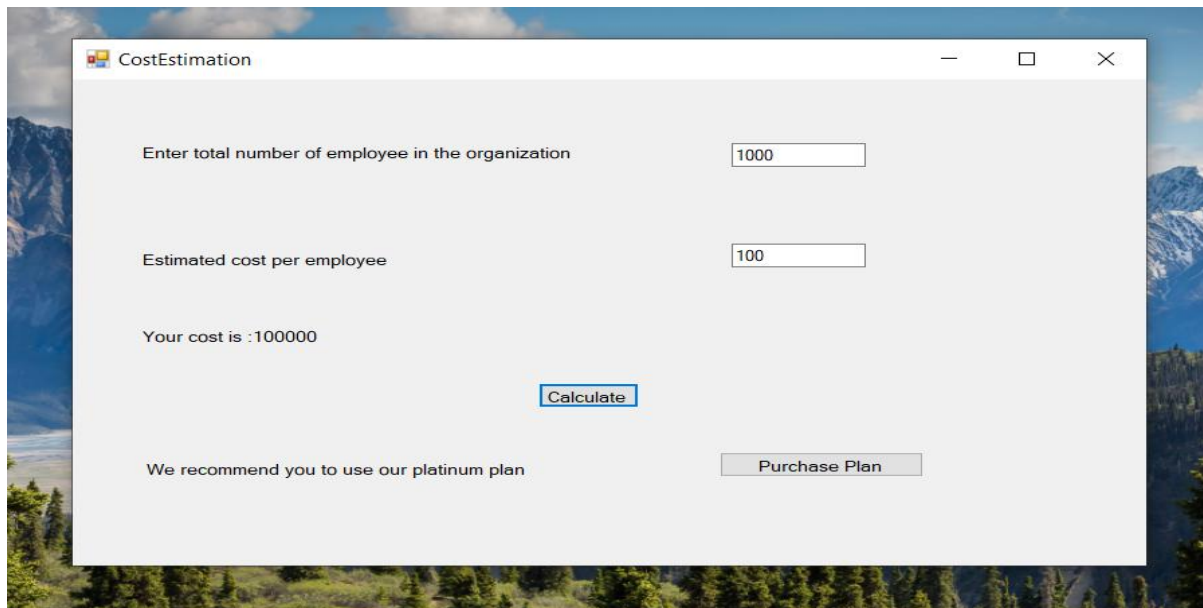 CostEstimation
Enter total number of employee in the organization
1000
Estimated cost per employee
100
Your cost is :100000
Calculate
We recommend you to use our platinum plan
Purchase Plan